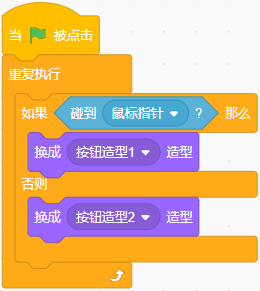 当 被点击
重复执行
如果 碰到 鼠标指针 ? 那么
换成 按钮造型1 造型
否则
换成 按钮造型2 造型